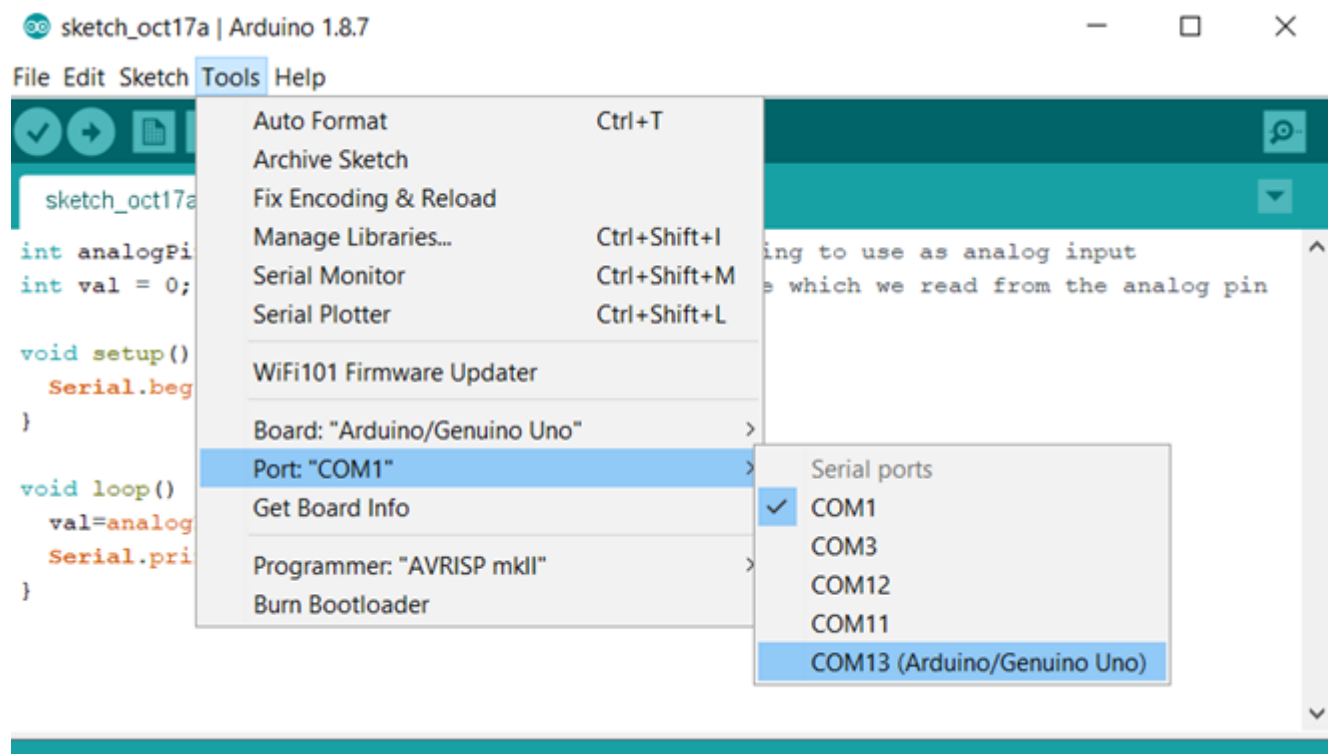 sketch_oct17a | Arduino 1.8.7
File Edit Sketch Tools Help
Auto Format Ctrl+T
Archive Sketch
Fix Encoding & Reload
Manage Libraries... Ctrl+Shift+I
Serial Monitor Ctrl+Shift+M
Serial Plotter Ctrl+Shift+L
WiFi101 Firmware Updater
Board: "Arduino/Genuino Uno"
Port: "COM1"
Get Board Info
Programmer: "AVRISP mkII"
Burn Bootloader
Serial ports
COM1
COM3
COM12
COM11
COM13 (Arduino/Genuino Uno)
sketch_oct17a
int analogPi ing to use as analog input
int val = 0; which we read from the analog pin
void setup()
Serial.beg
}
void loop()
val=analog
Serial.pri
}